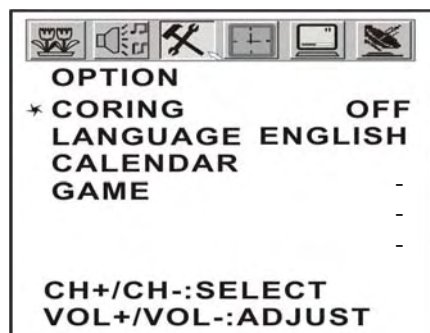 OPTION
CORING OFF
LANGUAGE ENGLISH
CALENDAR
GAME -
-
-
CH+/CH-:SELECT
VOL+/VOL-:ADJUST